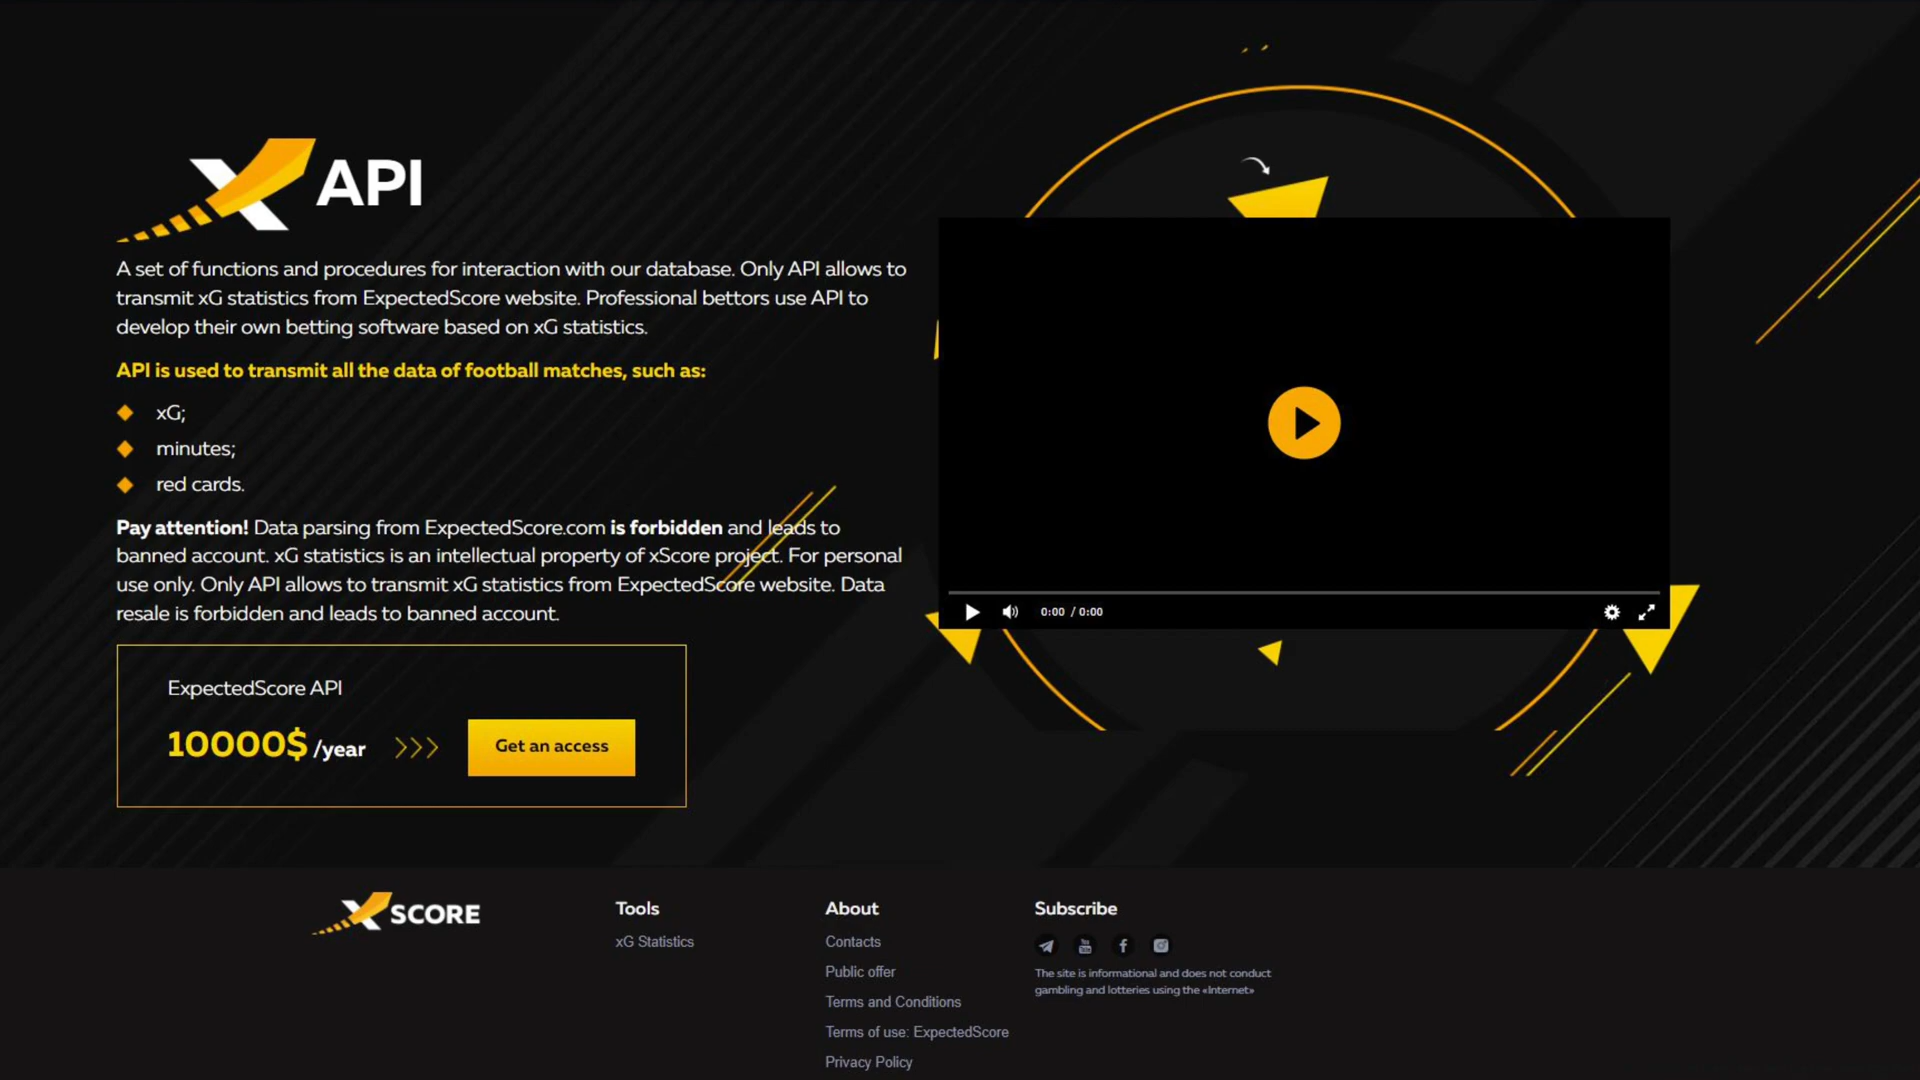 X API
A set of functions and procedures for interaction with our database. Only API allows to
transmit xG statistics from ExpectedScore website. Professional bettors use API to
develop their own betting software based on xG statistics.
API is used to transmit all the data of football matches, such as:
xG;
minutes;
red cards.
Pay attention! Data parsing from ExpectedScore.com is forbidden and leads to
banned account. xG statistics is an intellectual property of xScore project. For personal
use only. Only API allows to transmit xG statistics from ExpectedScore website. Data
resale is forbidden and leads to banned account.
ExpectedScore API
10000$ /year
Get an access
0:00 / 0:00
X SCORE
Tools
xG Statistics
About
Contacts
Public offer
Terms and Conditions
Terms of use: ExpectedScore
Privacy Policy
Subscribe
The site is informational and does not conduct
gambling and lotteries using the «Internet»